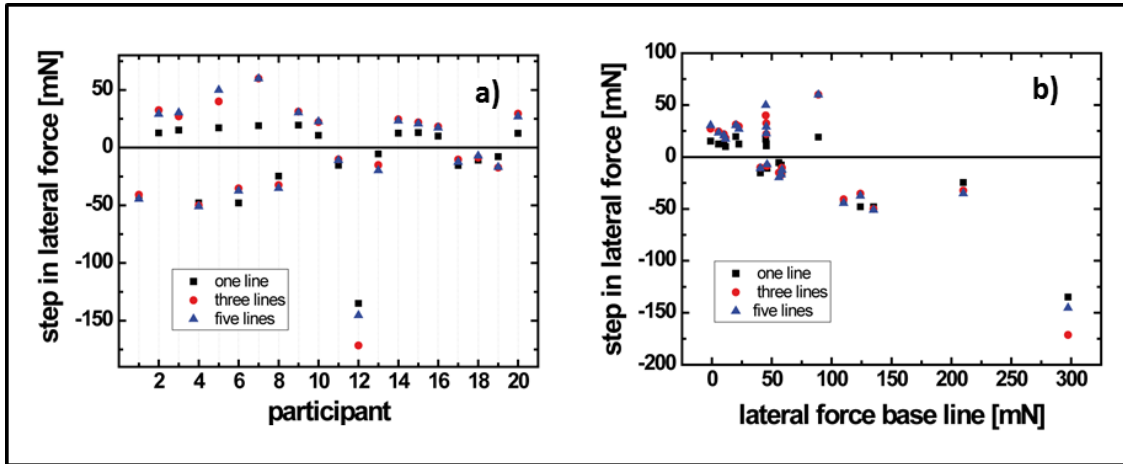 a)
step in lateral force [mN]
50
0
-50
-100
-150
one line
three lines
five lines
2 4 6 8 10 12 14 16 18 20
participant
b)
step in lateral force [mN]
100
50
0
-50
-100
-150
-200
one line
three lines
five lines
0 50 100 150 200 250 300
lateral force base line [mN]